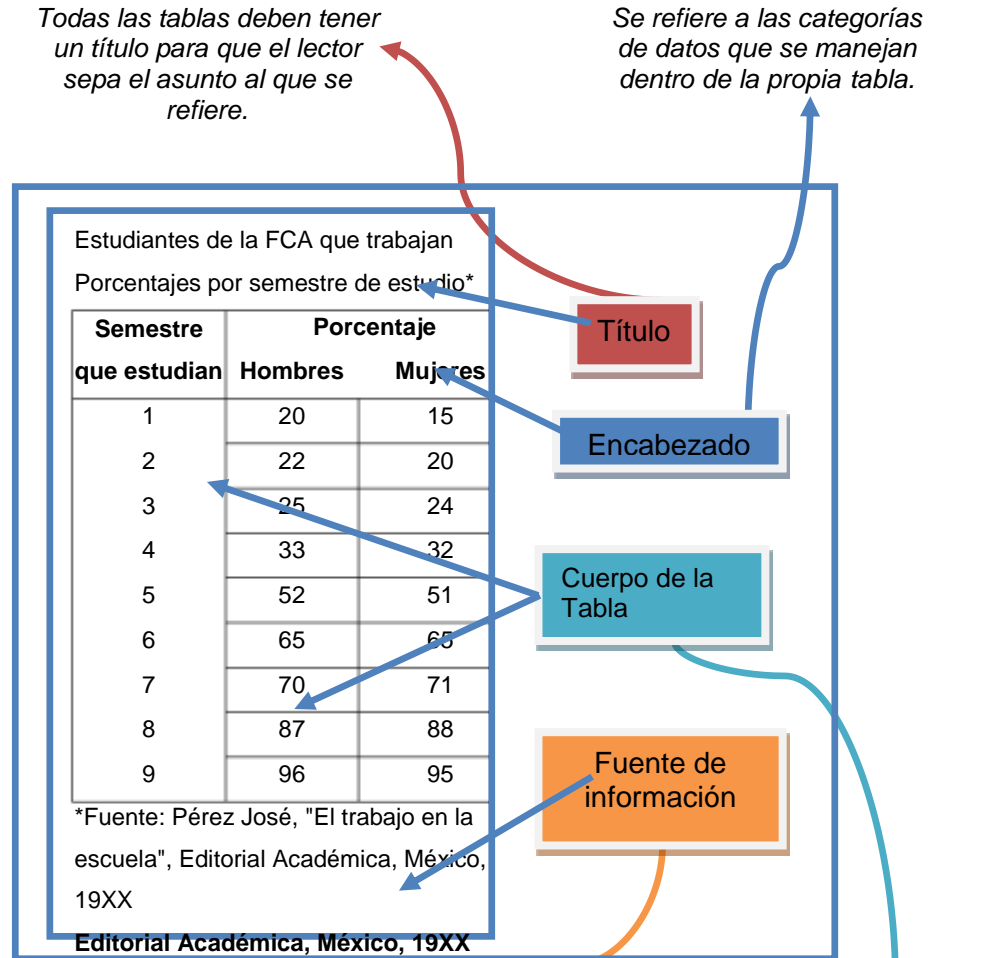 Todas las tablas deben tener
un título para que el lector
sepa el asunto al que se
refiere.
Se refiere a las categorías
de datos que se manejan
dentro de la propia tabla.
Estudiantes de la FCA que trabajan
Porcentajes por semestre de estudio*
Semestre Porcentaje
que estudian Hombres Mujeres
1 20 15
2 22 20
3 25 24
4 33 32
5 52 51
6 65 65
7 70 71
8 87 88
9 96 95
*Fuente: Pérez José, "El trabajo en la
escuela", Editorial Académica, México,
19XX
Editorial Académica, México, 19XX
Título
Encabezado
Cuerpo de la
Tabla
Fuente de
información